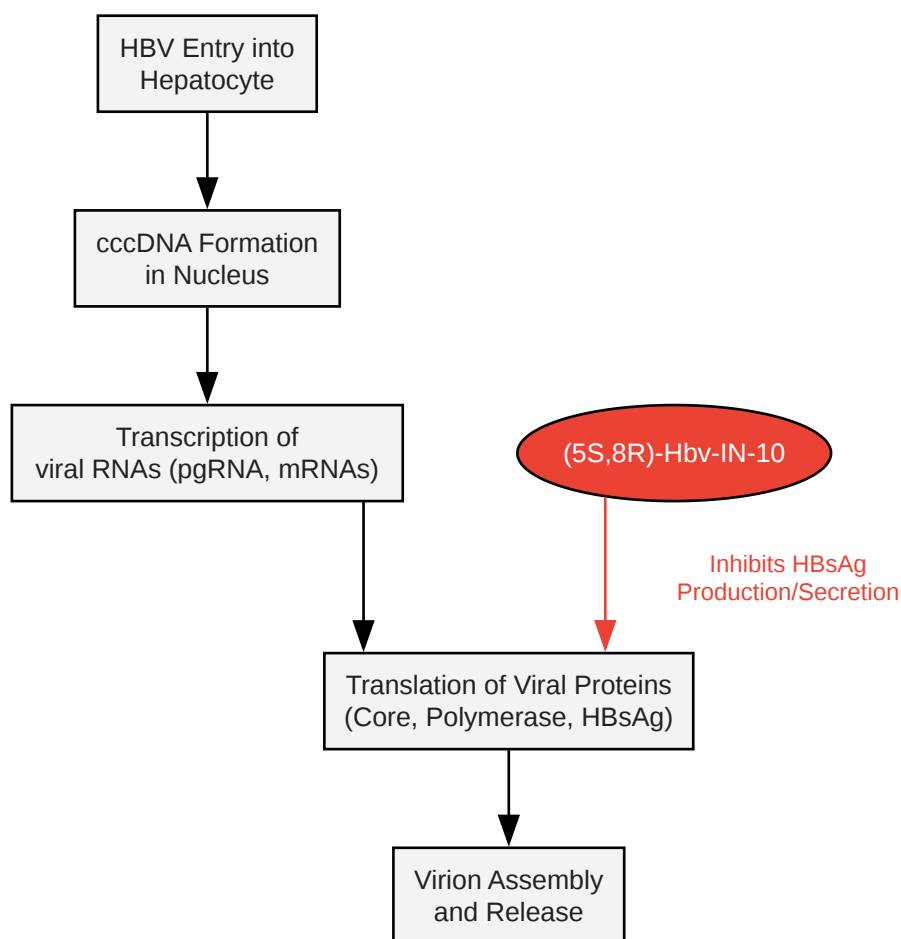 HBV Entry into
Hepatocyte
cccDNA Formation
in Nucleus
Transcription of
viral RNAs (pgRNA, mRNAs)
(5S,8R)-Hbv-IN-10
Inhibits HBsAg
Production/Secretion
Translation of Viral Proteins
(Core, Polymerase, HBsAg)
Virion Assembly
and Release